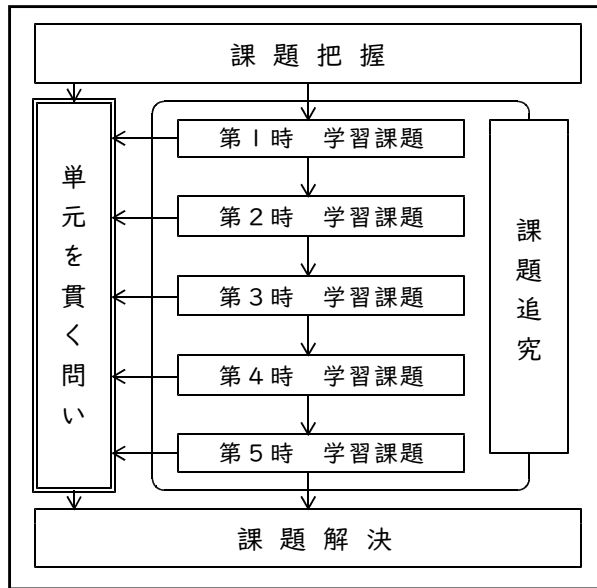 課題把握
単元を貫く問い
第1時　学習課題
第2時　学習課題
第3時　学習課題
第4時　学習課題
第5時　学習課題
課題追究
課題解決